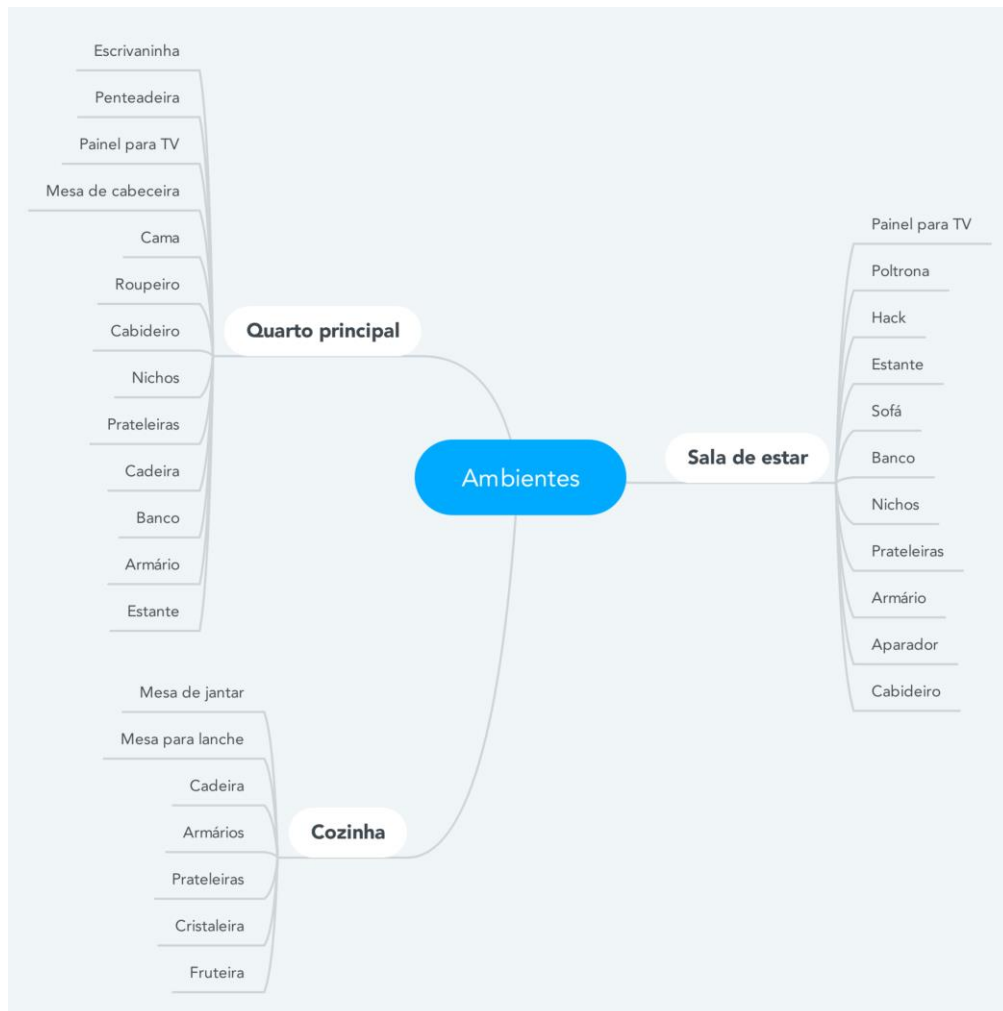 Escrivaninha
Penteadeira
Painel para TV
Mesa de cabeceira
Cama
Roupeiro
Cabideiro
Nichos
Prateleiras
Cadeira
Banco
Armário
Estante
Quarto principal
Mesa de jantar
Mesa para lanche
Cadeira
Armários
Prateleiras
Cristaleira
Fruteira
Cozinha
Ambientes
Sala de estar
Painel para TV
Poltrona
Hack
Estante
Sofá
Banco
Nichos
Prateleiras
Armário
Aparador
Cabideiro